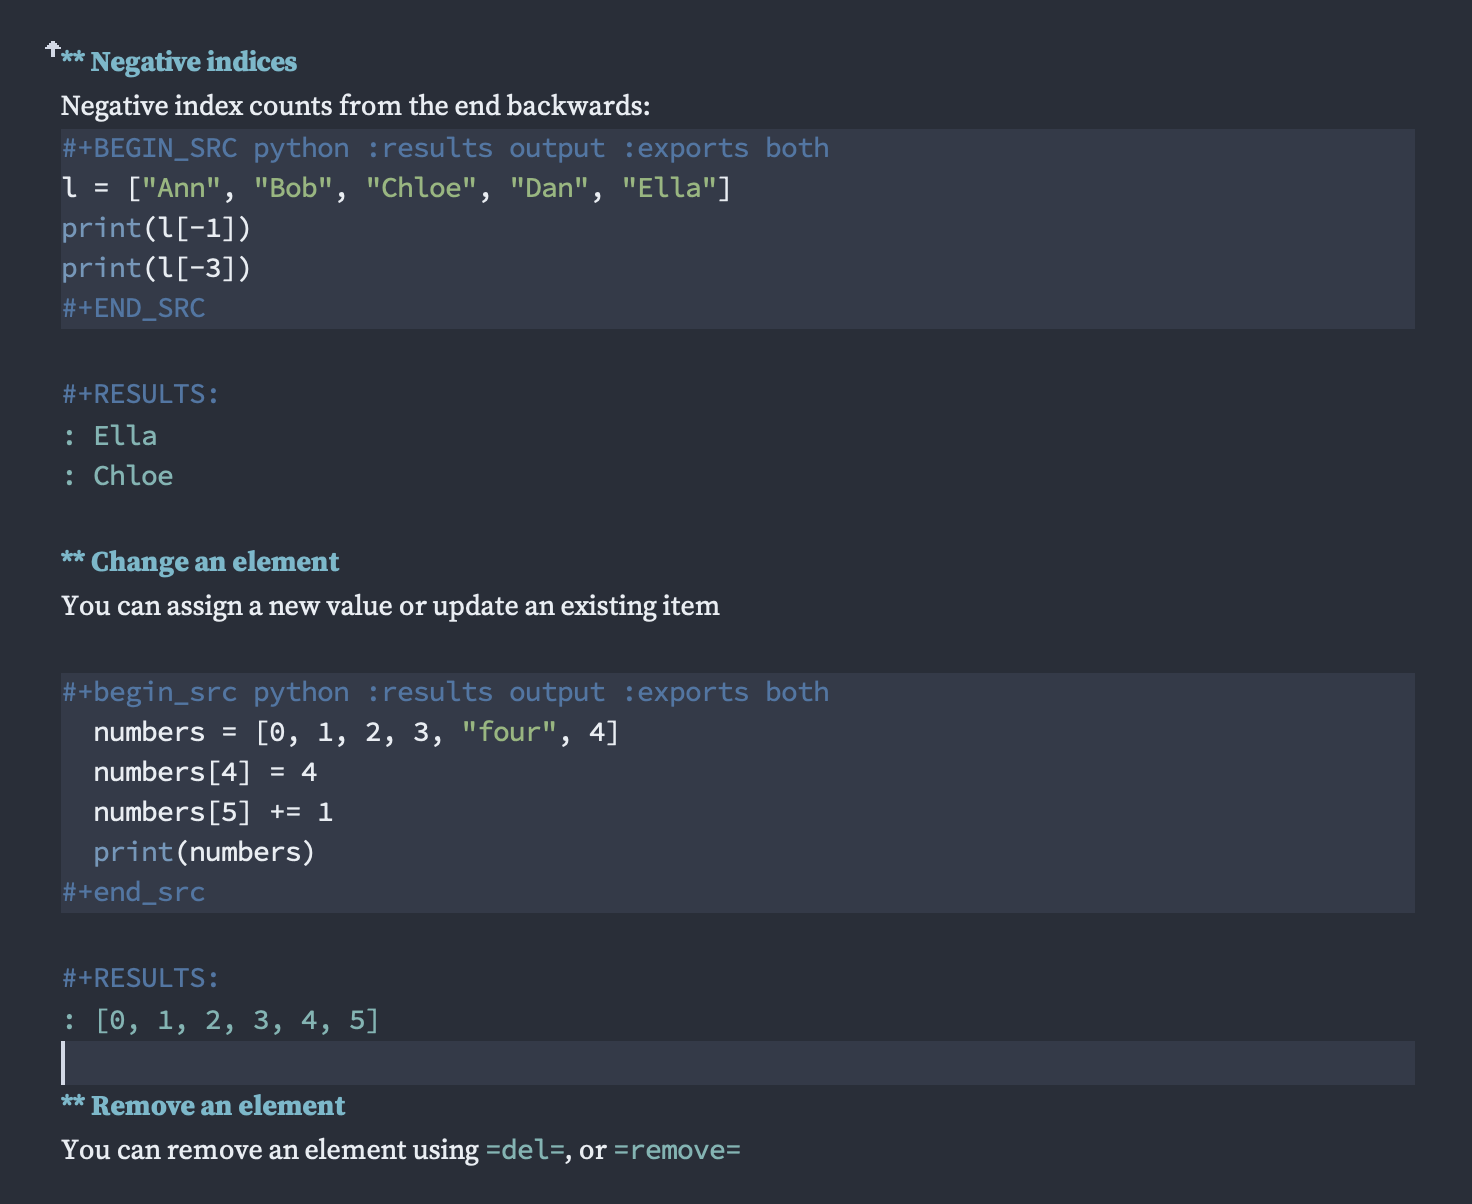 ** Negative indices
Negative index counts from the end backwards:
#+BEGIN_SRC python :results output :exports both
l = ["Ann", "Bob", "Chloe", "Dan", "Ella"]
print(l[-1])
print(l[-3])
#+END_SRC
#+RESULTS:
: Ella
: Chloe
** Change an element
You can assign a new value or update an existing item
#+begin_src python :results output :exports both
  numbers = [0, 1, 2, 3, "four", 4]
  numbers[4] = 4
  numbers[5] += 1
  print(numbers)
#+end_src
#+RESULTS:
: [0, 1, 2, 3, 4, 5]
** Remove an element
You can remove an element using =del=, or =remove=